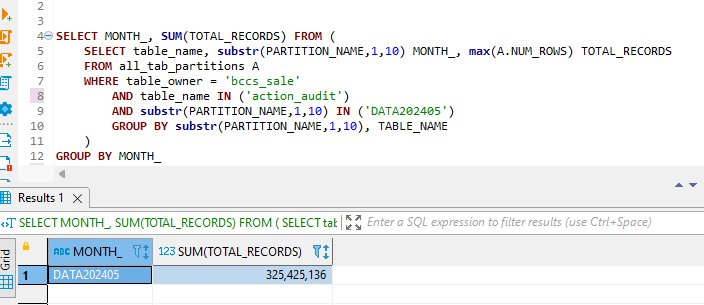 2
3
4 SELECT MONTH_, SUM(TOTAL_RECORDS) FROM (
5 SELECT table_name, substr(PARTITION_NAME,1,10) MONTH_, max(A.NUM_ROWS) TOTAL_RECORDS
6 FROM all_tab_partitions A
7 WHERE table_owner = 'bccs_sale'
8 AND table_name IN ('action_audit')
9 AND substr(PARTITION_NAME,1,10) IN ('DATA202405')
10 GROUP BY substr(PARTITION_NAME,1,10), TABLE_NAME
11 )
12 GROUP BY MONTH_
Results 1
SELECT MONTH_, SUM(TOTAL_RECORDS) FROM ( SELECT tab Enter a SQL expression to filter results (use Ctrl+Space)
Grid
ABC MONTH_ 123 SUM(TOTAL_RECORDS)
1 DATA202405 325,425,136